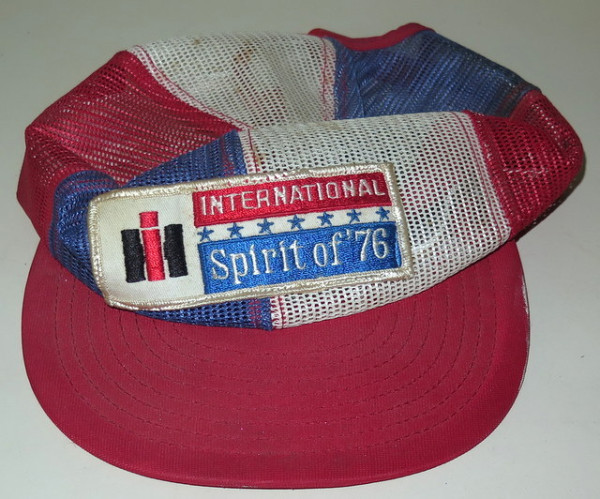 INTERNATIONAL
Spirit of '76